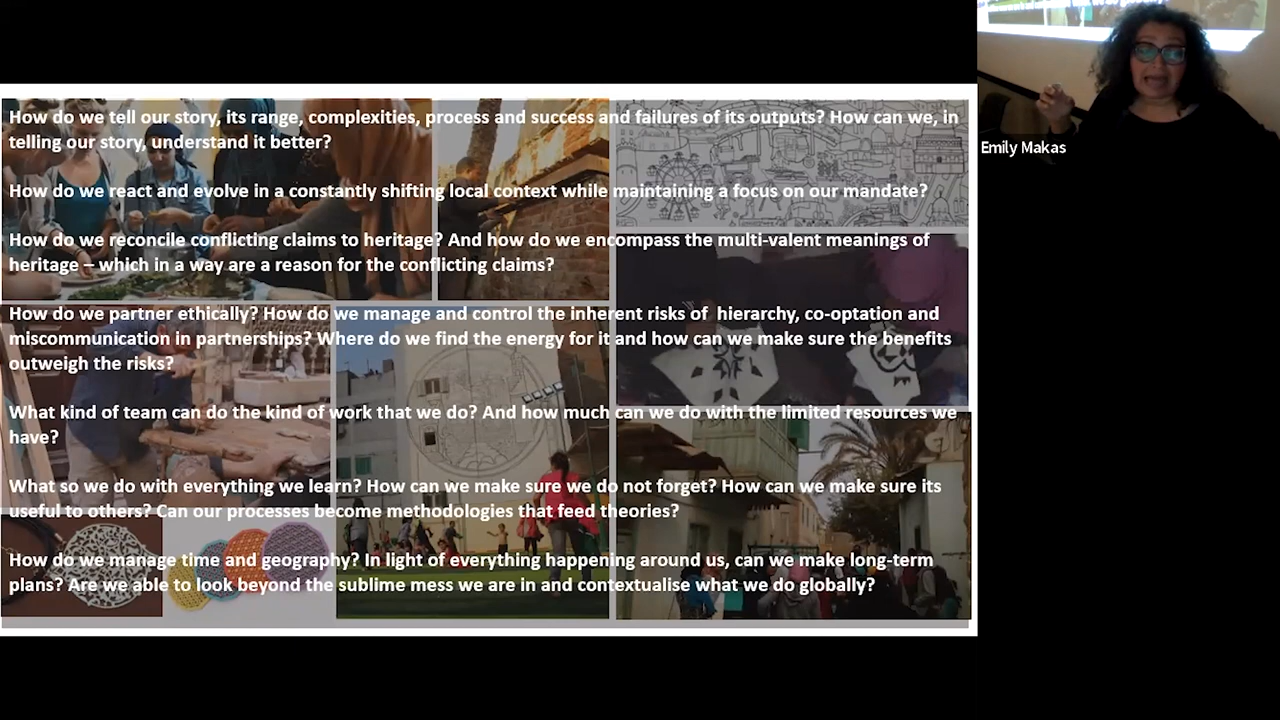 How do we tell our story, its range, complexities, process and success and failures of its outputs? How can we, in
telling our story, understand it better?
How do we react and evolve in a constantly shifting local context while maintaining a focus on our mandate?
How do we reconcile conflicting claims to heritage? And how do we encompass the multi-valent meanings of
heritage – which in a way are a reason for the conflicting claims?
How do we partner ethically? How do we manage and control the inherent risks of hierarchy, co-optation and
miscommunication in partnerships? Where do we find the energy for it and how can we make sure the benefits
outweigh the risks?
What kind of team can do the kind of work that we do? And how much can we do with the limited resources we
have?
What so we do with everything we learn? How can we make sure we do not forget? How can we make sure its
useful to others? Can our processes become methodologies that feed theories?
How do we manage time and geography? In light of everything happening around us, can we make long-term
plans? Are we able to look beyond the sublime mess we are in and contextualise what we do globally?
Emily Makas